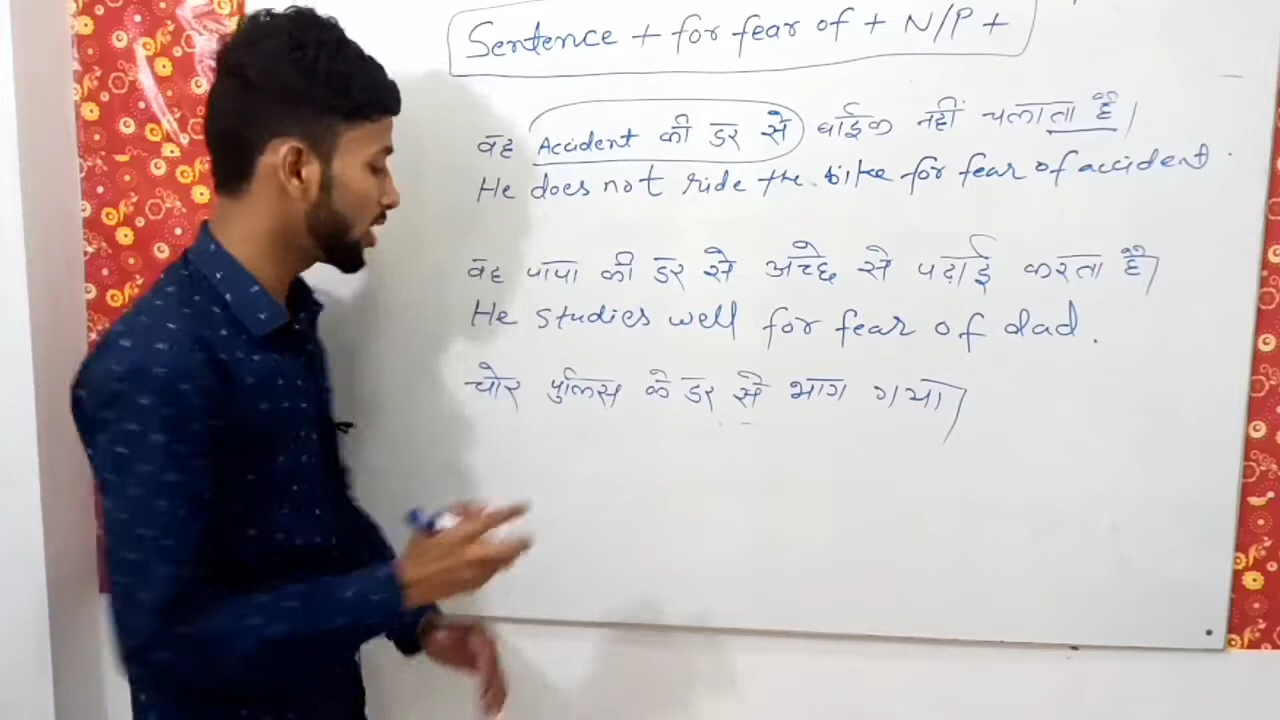 Sentence + for fear of + N/P +
वह Accident की डर से बाईक नहीं चलाता है।
He does not ride the bike for fear of accident.
वह पापा की डर से अच्छे से पढ़ाई करता है।
He studies well for fear of dad.
चोर पुलिस के डर से भाग गया।